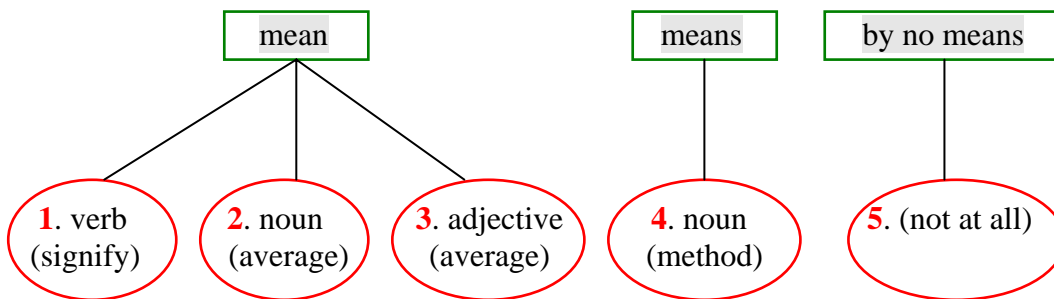 mean
means
by no means
1. verb
(signify)
2. noun
(average)
3. adjective
(average)
4. noun
(method)
5. (not at all)